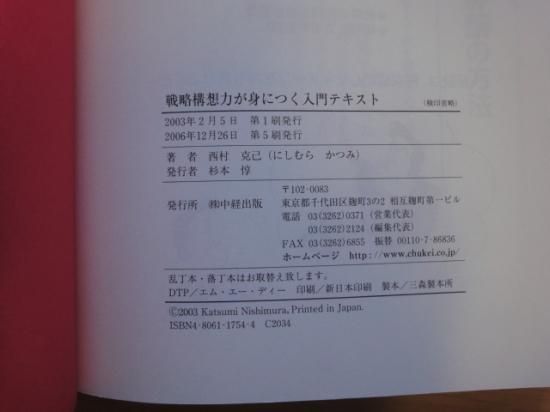 戦略構想力が身につく入門テキスト （検印省略）
2003年2月5日 第1刷発行
2006年12月26日 第5刷発行
著者 西村 克己（にしむら かつみ）
発行者 杉本 惇
〒102-0083
発行所 ㈱中経出版 東京都千代田区麹町3の2 相互麹町第一ビル
電話 03(3262)0371（営業代表）
03(3262)2124（編集代表）
FAX 03(3262)6855 振替 00110-7-86836
ホームページ http://www.chukei.co.jp/
乱丁本・落丁本はお取替え致します。
DTP／エム・エー・ディー 印刷／新日本印刷 製本／三森製本所
©2003 Katsumi Nishimura, Printed in Japan.
ISBN4-8061-1754-4 C2034